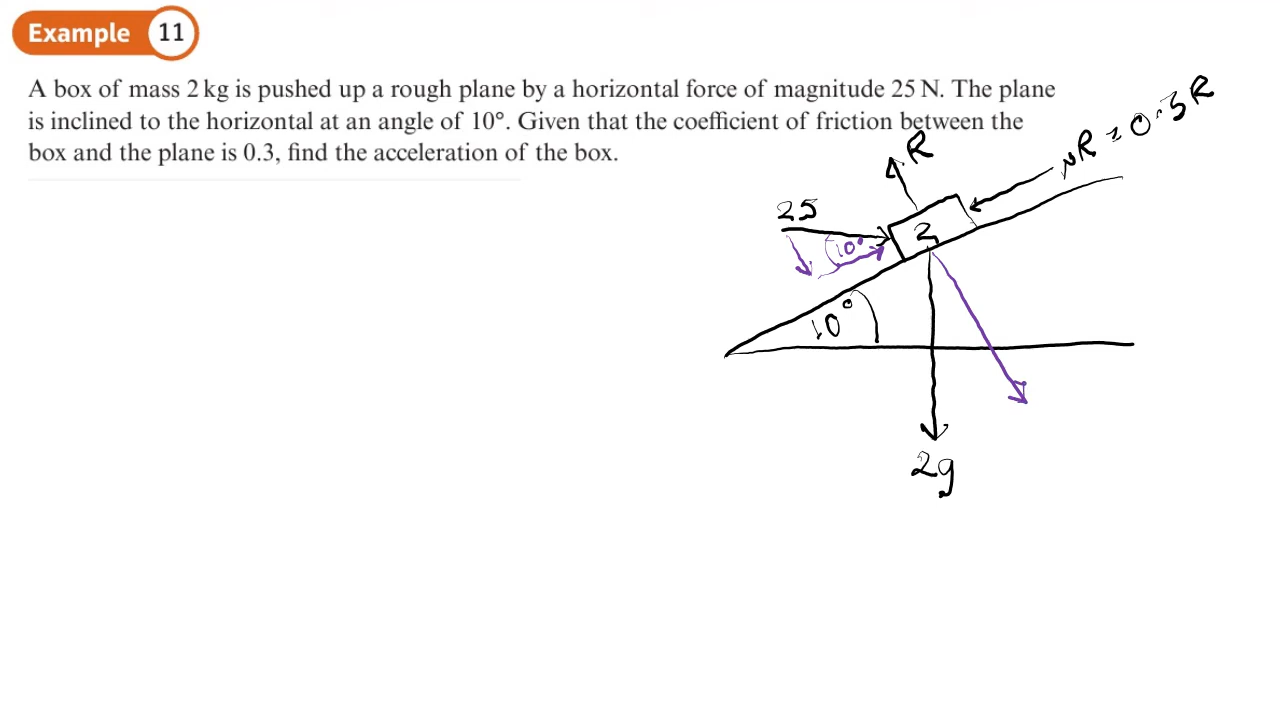 Example 11
A box of mass 2 kg is pushed up a rough plane by a horizontal force of magnitude 25 N. The plane
is inclined to the horizontal at an angle of 10°. Given that the coefficient of friction between the
box and the plane is 0.3, find the acceleration of the box.
μR = 0.3R
R
25
2
10°
10°
2g